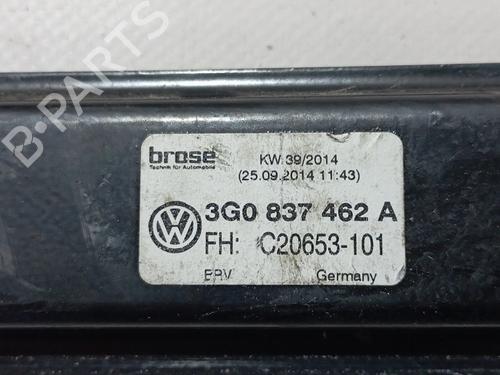 B-PARTS
brose
Technik für Automobile
KW 39/2014
(25.09.2014 11:43)
3G0 837 462 A
FH: C20653-101
BRV Germany